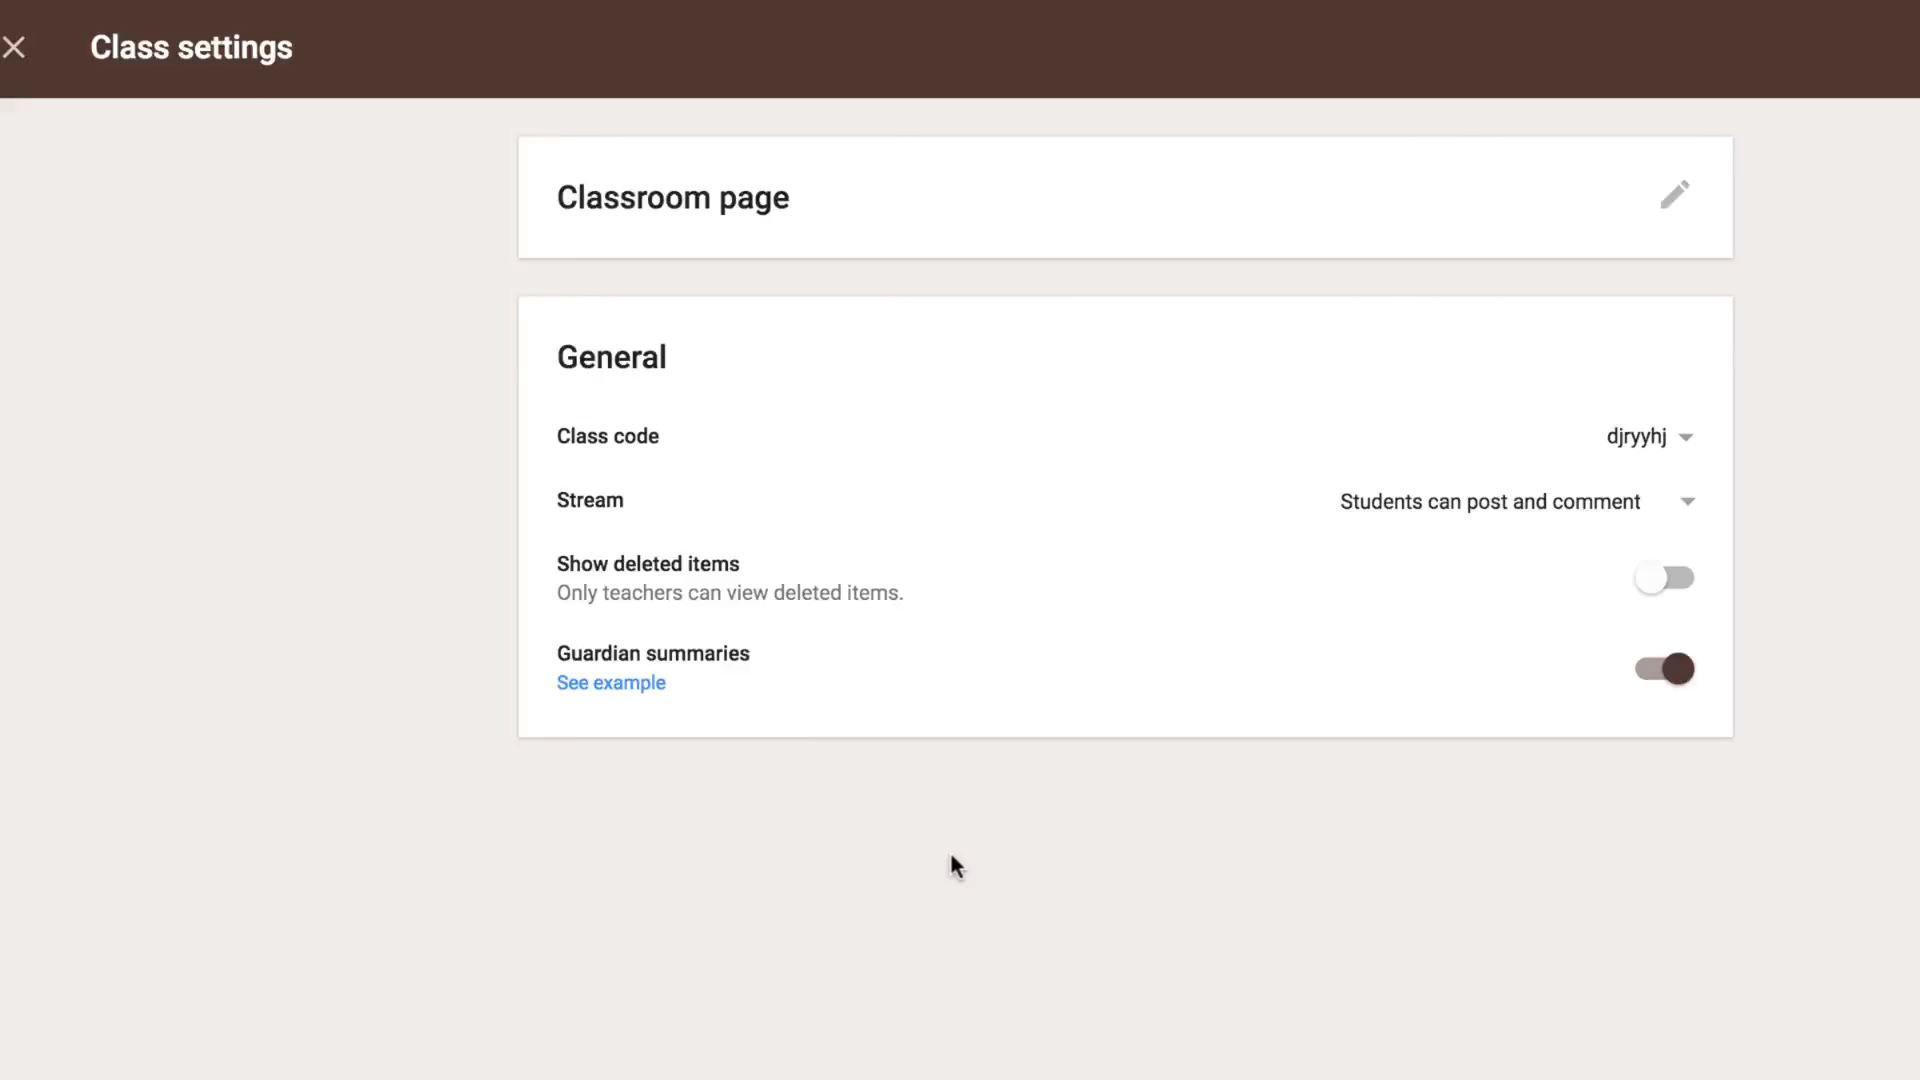 Class settings
Classroom page
General
Class code
djryyhj
Stream
Students can post and comment
Show deleted items
Only teachers can view deleted items.
Guardian summaries
See example